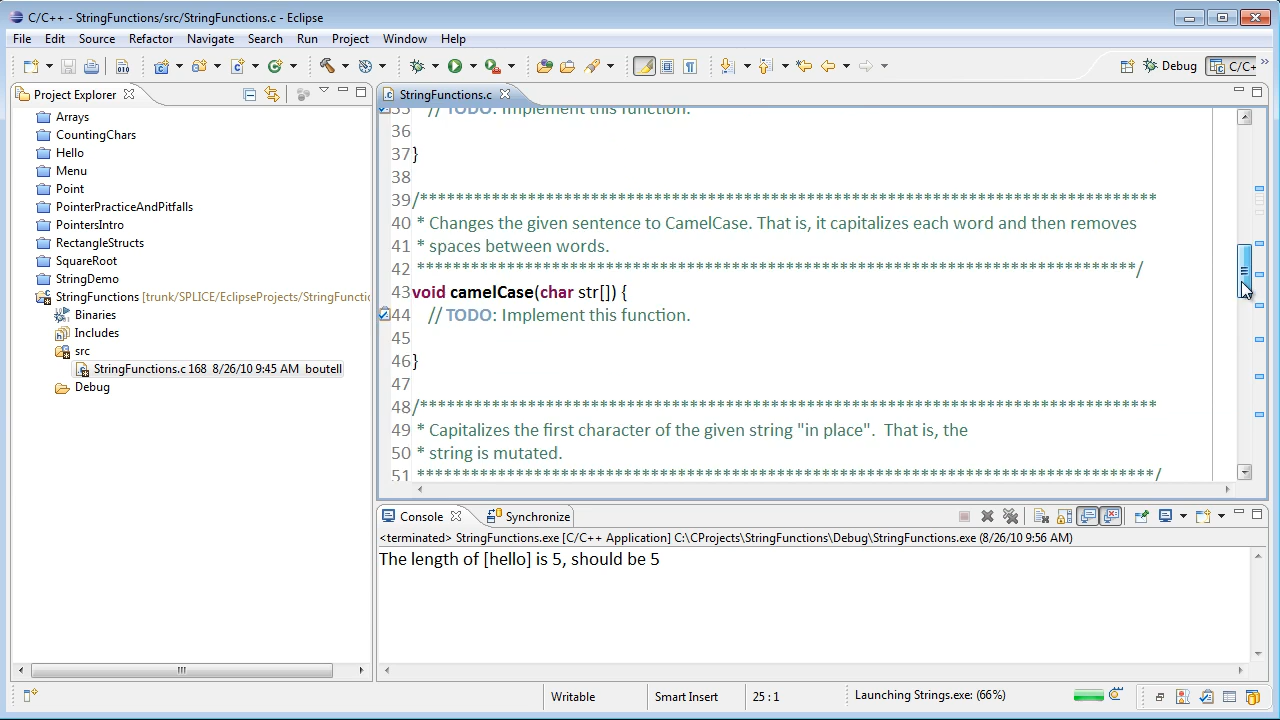 C/C++ - StringFunctions/src/StringFunctions.c - Eclipse
File Edit Source Refactor Navigate Search Run Project Window Help
Debug C/C+
Project Explorer
Arrays
CountingChars
Hello
Menu
Point
PointerPracticeAndPitfalls
PointersIntro
RectangleStructs
SquareRoot
StringDemo
StringFunctions [trunk/SPLICE/EclipseProjects/StringFunctio
Binaries
Includes
src
StringFunctions.c 168 8/26/10 9:45 AM boutell
Debug
StringFunctions.c
35 // TODO: Implement this function.
36
37 }
38
39 /**********************************************************************************
40 * Changes the given sentence to CamelCase. That is, it capitalizes each word and then removes
41 * spaces between words.
42 ********************************************************************************/
43 void camelCase(char str[]) {
44 // TODO: Implement this function.
45
46 }
47
48 /**********************************************************************************
49 * Capitalizes the first character of the given string "in place". That is, the
50 * string is mutated.
51 **********************************************************************************/
Console Synchronize
<terminated> StringFunctions.exe [C/C++ Application] C:\CProjects\StringFunctions\Debug\StringFunctions.exe (8/26/10 9:56 AM)
The length of [hello] is 5, should be 5
Writable Smart Insert 25 : 1 Launching Strings.exe: (66%)